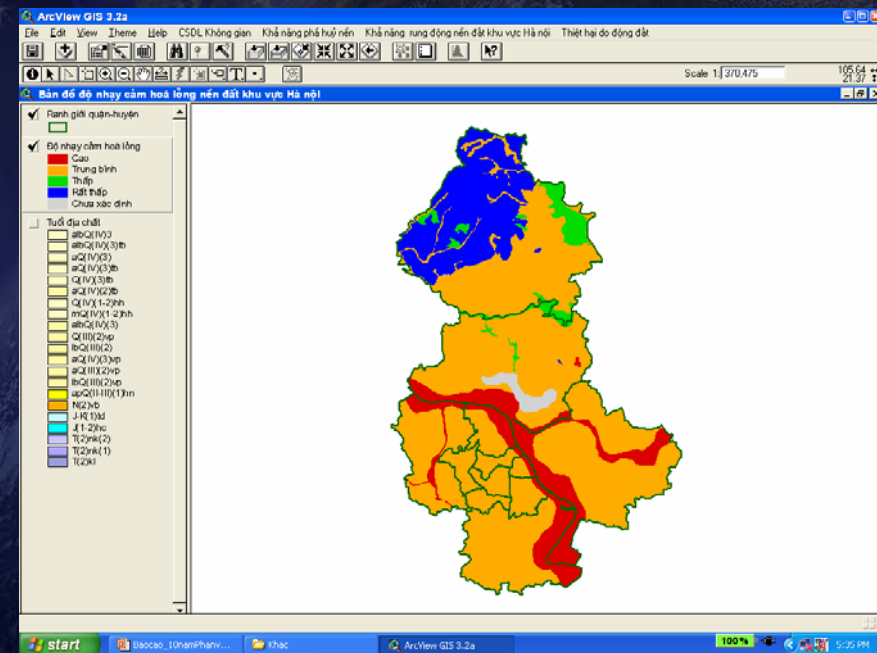 ArcView GIS 3.2a
File Edit View Theme Help CSDL Không gian Khả năng phá huỷ nền Khả năng rung động nền đất khu vực Hà nội Thiệt hại do động đất
Scale 1: 370,475
105.64
21.37
Bản đồ độ nhạy cảm hoá lỏng nền đất khu vực Hà nội
Ranh giới quận-huyện
Độ nhạy cảm hoá lỏng
Cao
Trung bình
Thấp
Rất thấp
Chưa xác định
Tuổi địa chất
albQ(IV)3
albQ(IV)(3)tb
aQ(IV)(3)
aQ(IV)(3)tb
Q(IV)(3)tb
aQ(IV)(2)tb
Q(IV)(1-2)hh
mQ(IV)(1-2)hh
albQ(IV)(3)
Q(III)(2)vp
lbQ(III)(2)
aQ(IV)(3)vp
aQ(III)(2)vp
lbQ(III)(2)vp
apQ(II-III)(1)hn
N(2)vb
J-K(1)td
J(1-2)hc
T(2)nk(2)
T(2)nk(1)
T(2)kl
start
Baocao_10namPhanv...
Khac
ArcView GIS 3.2a
100%
5:35 PM